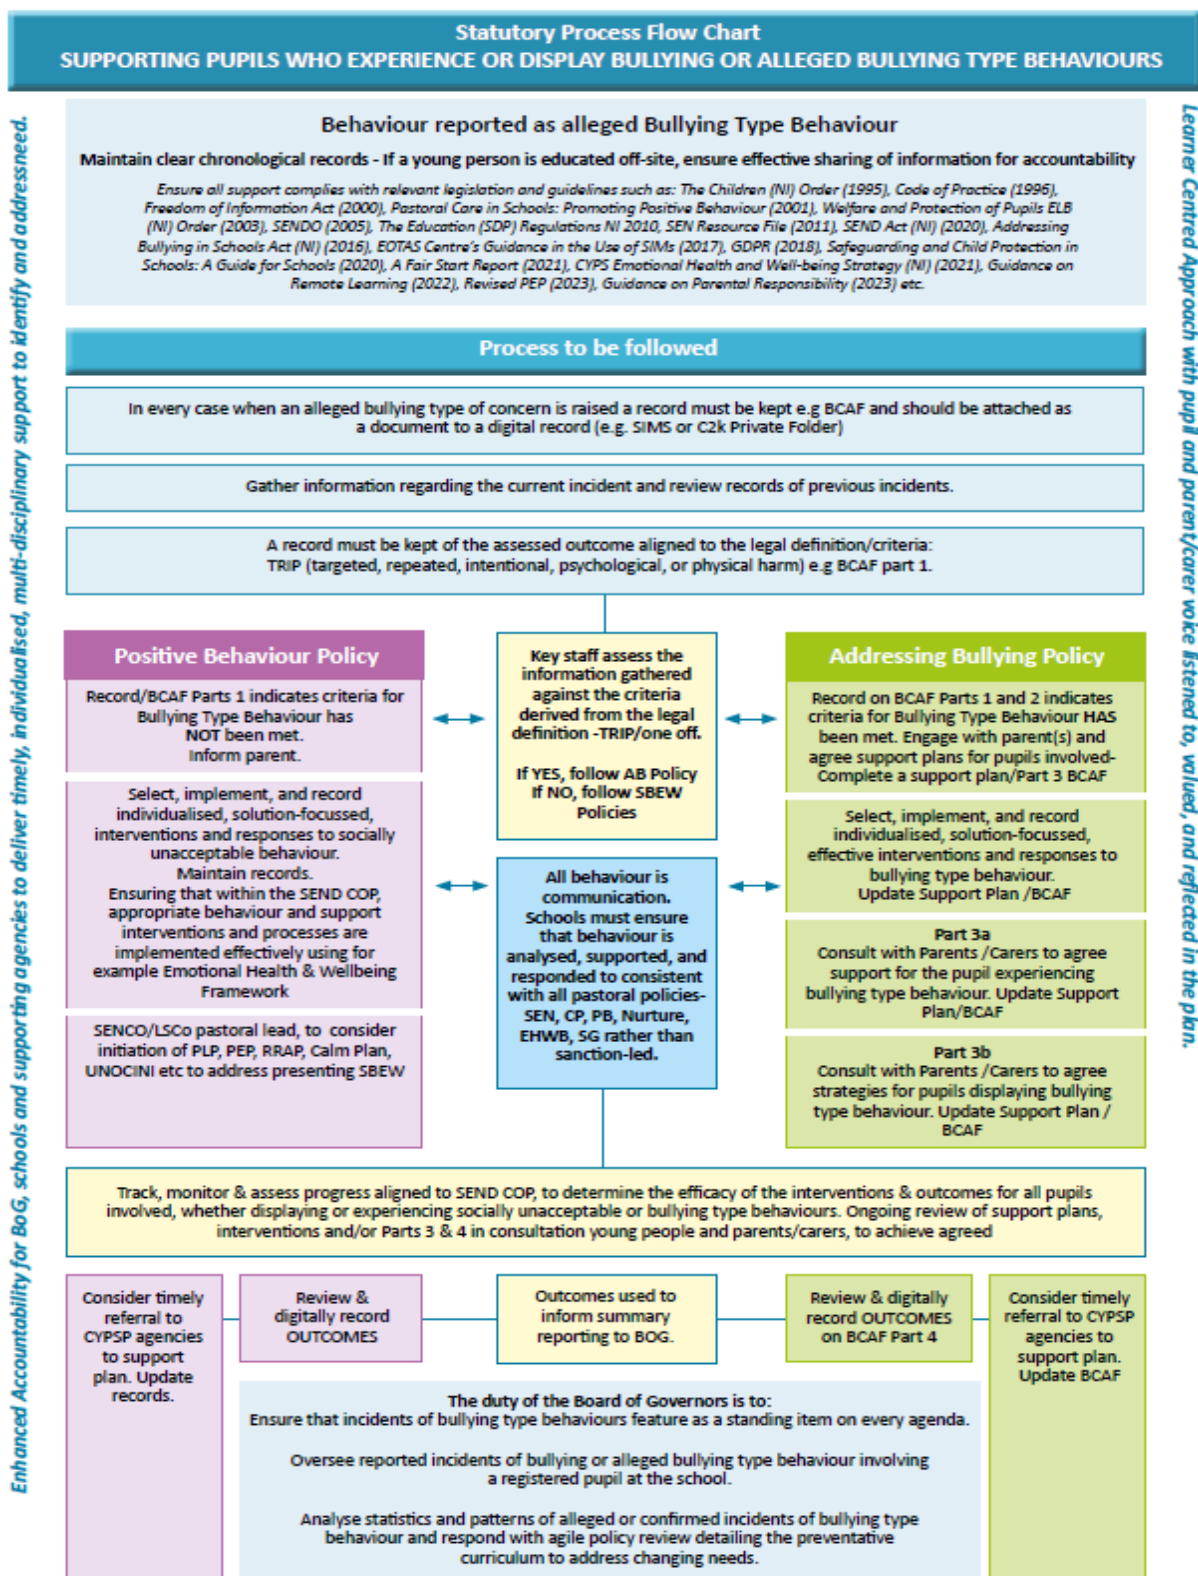 Statutory Process Flow Chart
SUPPORTING PUPILS WHO EXPERIENCE OR DISPLAY BULLYING OR ALLEGED BULLYING TYPE BEHAVIOURS
Enhanced Accountability for BoG, schools and supporting agencies to deliver timely, individualised, multi-disciplinary support to identify and addressneed.
Learner Centred Approach with pupil and parent/carer voice listened to, valued, and reflected in the plan.
Behaviour reported as alleged Bullying Type Behaviour
Maintain clear chronological records - If a young person is educated off-site, ensure effective sharing of information for accountability
Ensure all support complies with relevant legislation and guidelines such as: The Children (NI) Order (1995), Code of Practice (1996),
Freedom of Information Act (2000), Pastoral Care in Schools: Promoting Positive Behaviour (2001), Welfare and Protection of Pupils ELB
(NI) Order (2003), SENDO (2005), The Education (SDP) Regulations NI 2010, SEN Resource File (2011), SEND Act (NI) (2020), Addressing
Bullying in Schools Act (NI) (2016), EOTAS Centre's Guidance in the Use of SIMs (2017), GDPR (2018), Safeguarding and Child Protection in
Schools: A Guide for Schools (2020), A Fair Start Report (2021), CYPS Emotional Health and Well-being Strategy (NI) (2021), Guidance on
Remote Learning (2022), Revised PEP (2023), Guidance on Parental Responsibility (2023) etc.
Process to be followed
In every case when an alleged bullying type of concern is raised a record must be kept e.g BCAF and should be attached as
a document to a digital record (e.g. SIMS or C2k Private Folder)
Gather information regarding the current incident and review records of previous incidents.
A record must be kept of the assessed outcome aligned to the legal definition/criteria:
TRIP (targeted, repeated, intentional, psychological, or physical harm) e.g BCAF part 1.
Positive Behaviour Policy
Record/BCAF Parts 1 indicates criteria for
Bullying Type Behaviour has
NOT been met.
Inform parent.
Select, implement, and record
individualised, solution-focussed,
interventions and responses to socially
unacceptable behaviour.
Maintain records.
Ensuring that within the SEND COP,
appropriate behaviour and support
interventions and processes are
implemented effectively using for
example Emotional Health & Wellbeing
Framework
SENCO/LSCo pastoral lead, to consider
initiation of PLP, PEP, RRAP, Calm Plan,
UNOCINI etc to address presenting SBEW
Key staff assess the
information gathered
against the criteria
derived from the legal
definition -TRIP/one off.
If YES, follow AB Policy
If NO, follow SBEW
Policies
All behaviour is
communication.
Schools must ensure
that behaviour is
analysed, supported, and
responded to consistent
with all pastoral policies-
SEN, CP, PB, Nurture,
EHWB, SG rather than
sanction-led.
Addressing Bullying Policy
Record on BCAF Parts 1 and 2 indicates
criteria for Bullying Type Behaviour HAS
been met. Engage with parent(s) and
agree support plans for pupils involved-
Complete a support plan/Part 3 BCAF
Select, implement, and record
individualised, solution-focussed,
effective interventions and responses to
bullying type behaviour.
Update Support Plan /BCAF
Part 3a
Consult with Parents /Carers to agree
support for the pupil experiencing
bullying type behaviour. Update Support
Plan/BCAF
Part 3b
Consult with Parents /Carers to agree
strategies for pupils displaying bullying
type behaviour. Update Support Plan /
BCAF
Track, monitor & assess progress aligned to SEND COP, to determine the efficacy of the interventions & outcomes for all pupils
involved, whether displaying or experiencing socially unacceptable or bullying type behaviours. Ongoing review of support plans,
interventions and/or Parts 3 & 4 in consultation young people and parents/carers, to achieve agreed
Consider timely
referral to
CYPSP agencies
to support
plan. Update
records.
Review &
digitally record
OUTCOMES
Outcomes used to
inform summary
reporting to BOG.
Review & digitally
record OUTCOMES
on BCAF Part 4
Consider timely
referral to CYPSP
agencies to
support plan.
Update BCAF
The duty of the Board of Governors is to:
Ensure that incidents of bullying type behaviours feature as a standing item on every agenda.
Oversee reported incidents of bullying or alleged bullying type behaviour involving
a registered pupil at the school.
Analyse statistics and patterns of alleged or confirmed incidents of bullying type
behaviour and respond with agile policy review detailing the preventative
curriculum to address changing needs.